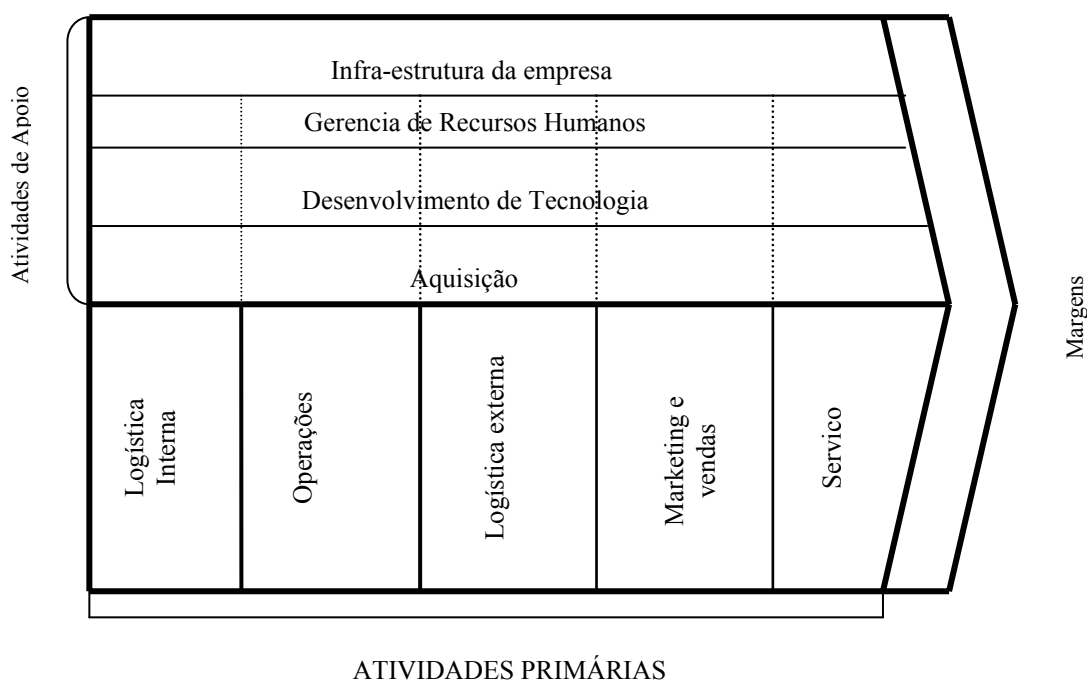 Atividades de Apoio
Infra-estrutura da empresa
Gerencia de Recursos Humanos
Desenvolvimento de Tecnologia
Aquisição
Logística
Interna
Operações
Logística externa
Marketing e
vendas
Servico
Margens
ATIVIDADES PRIMÁRIAS